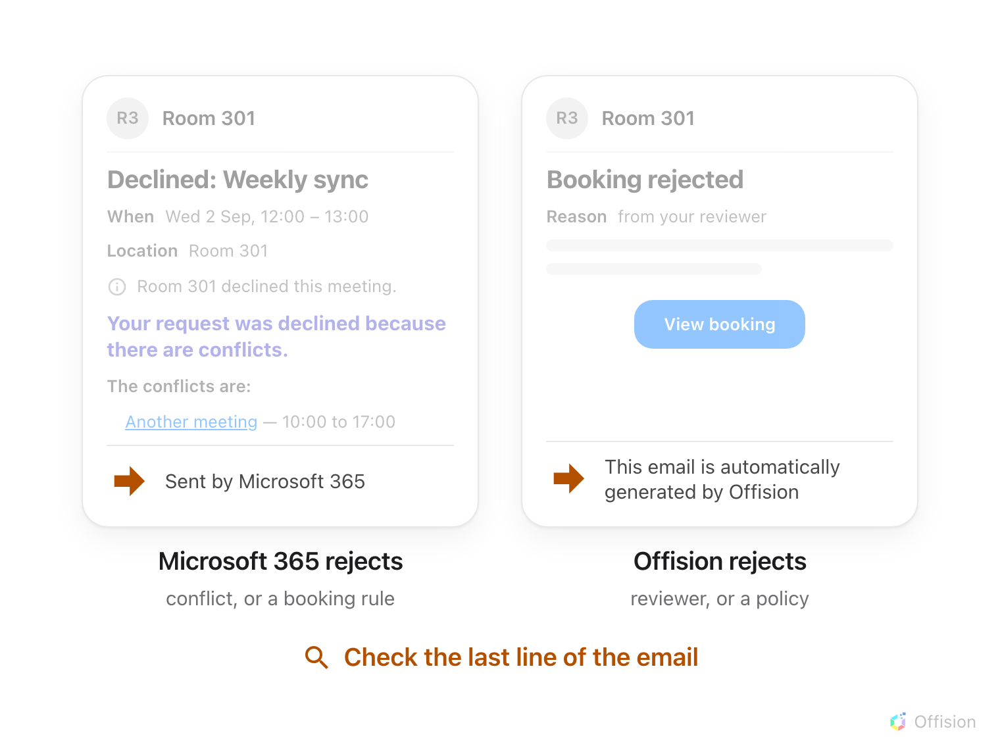 R3 Room 301
Declined: Weekly sync
When Wed 2 Sep, 12:00 – 13:00
Location Room 301
Room 301 declined this meeting.
Your request was declined because
there are conflicts.
The conflicts are:
Another meeting — 10:00 to 17:00
Sent by Microsoft 365
Microsoft 365 rejects
conflict, or a booking rule
R3 Room 301
Booking rejected
Reason from your reviewer
View booking
This email is automatically
generated by Offision
Offision rejects
reviewer, or a policy
Check the last line of the email
Offision